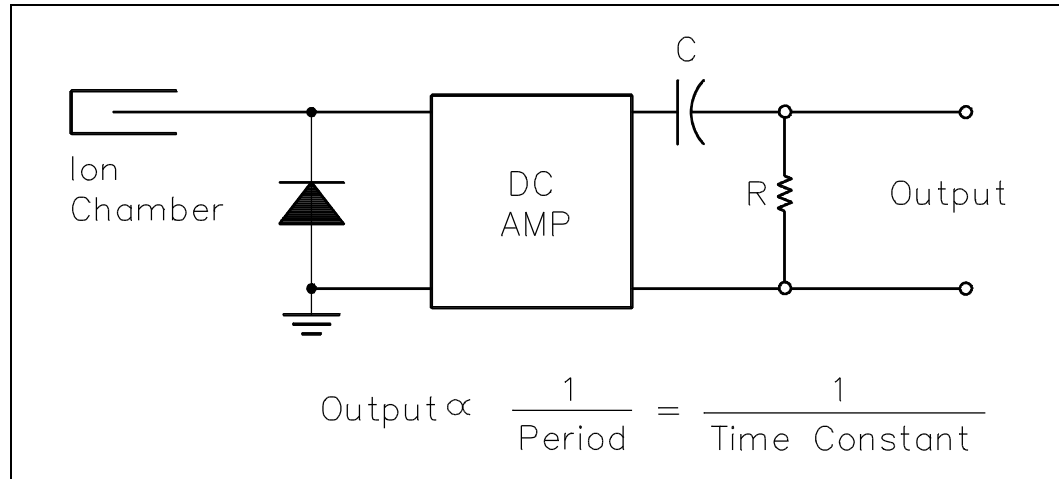 C
Ion
Chamber
DC
AMP
R
Output
Output ∝ 1/Period = 1/Time Constant